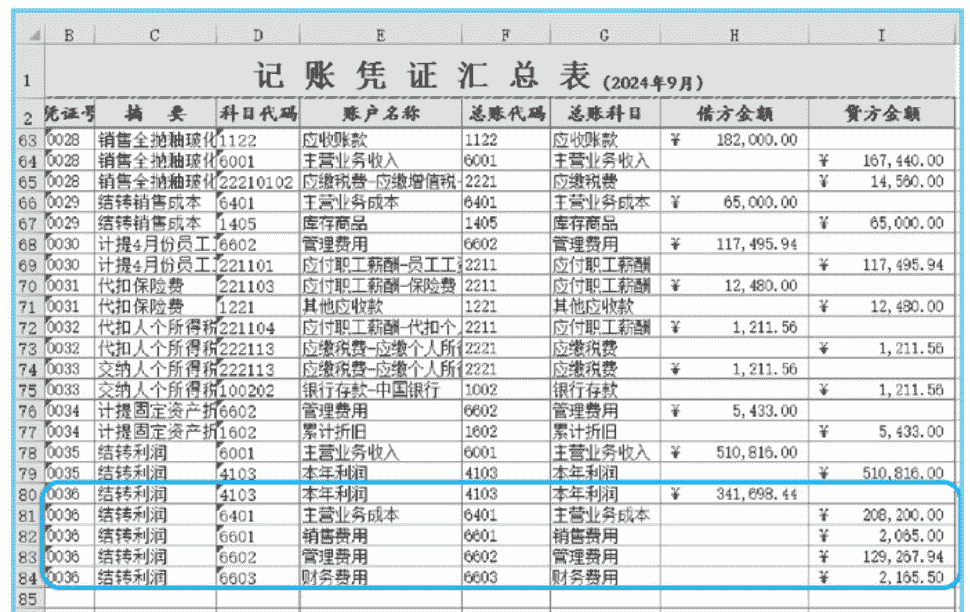 B C D E F G H I
1 记 账 凭 证 汇 总 表 (2024年9月)
2 凭证号 摘 要 科目代码 账户名称 总账代码 总账科目 借方金额 贷方金额
63 0028 销售全抛釉玻化 1122 应收账款 1122 应收账款 ¥ 182,000.00
64 0028 销售全抛釉玻化 6001 主营业务收入 6001 主营业务收入 ¥ 167,440.00
65 0028 销售全抛釉玻化 22210102 应缴税费-应缴增值税- 2221 应缴税费 ¥ 14,560.00
66 0029 结转销售成本 6401 主营业务成本 6401 主营业务成本 ¥ 65,000.00
67 0029 结转销售成本 1405 库存商品 1405 库存商品 ¥ 65,000.00
68 0030 计提4月份员工 6602 管理费用 6602 管理费用 ¥ 117,495.94
69 0030 计提4月份员工 221101 应付职工薪酬-员工工 2211 应付职工薪酬 ¥ 117,495.94
70 0031 代扣保险费 221103 应付职工薪酬-保险费 2211 应付职工薪酬 ¥ 12,480.00
71 0031 代扣保险费 1221 其他应收款 1221 其他应收款 ¥ 12,480.00
72 0032 代扣人个所得税 221104 应付职工薪酬-代扣个 2211 应付职工薪酬 ¥ 1,211.56
73 0032 代扣人个所得税 222113 应缴税费-应缴个人所 2221 应缴税费 ¥ 1,211.56
74 0033 交纳人个所得税 222113 应缴税费-应缴个人所 2221 应缴税费 ¥ 1,211.56
75 0033 交纳人个所得税 100202 银行存款-中国银行 1002 银行存款 ¥ 1,211.56
76 0034 计提固定资产折 6602 管理费用 6602 管理费用 ¥ 5,433.00
77 0034 计提固定资产折 1602 累计折旧 1602 累计折旧 ¥ 5,433.00
78 0035 结转利润 6001 主营业务收入 6001 主营业务收入 ¥ 510,816.00
79 0035 结转利润 4103 本年利润 4103 本年利润 ¥ 510,816.00
80 0036 结转利润 4103 本年利润 4103 本年利润 ¥ 341,698.44
81 0036 结转利润 6401 主营业务成本 6401 主营业务成本 ¥ 208,200.00
82 0036 结转利润 6601 销售费用 6601 销售费用 ¥ 2,065.00
83 0036 结转利润 6602 管理费用 6602 管理费用 ¥ 129,267.94
84 0036 结转利润 6603 财务费用 6603 财务费用 ¥ 2,165.50
85